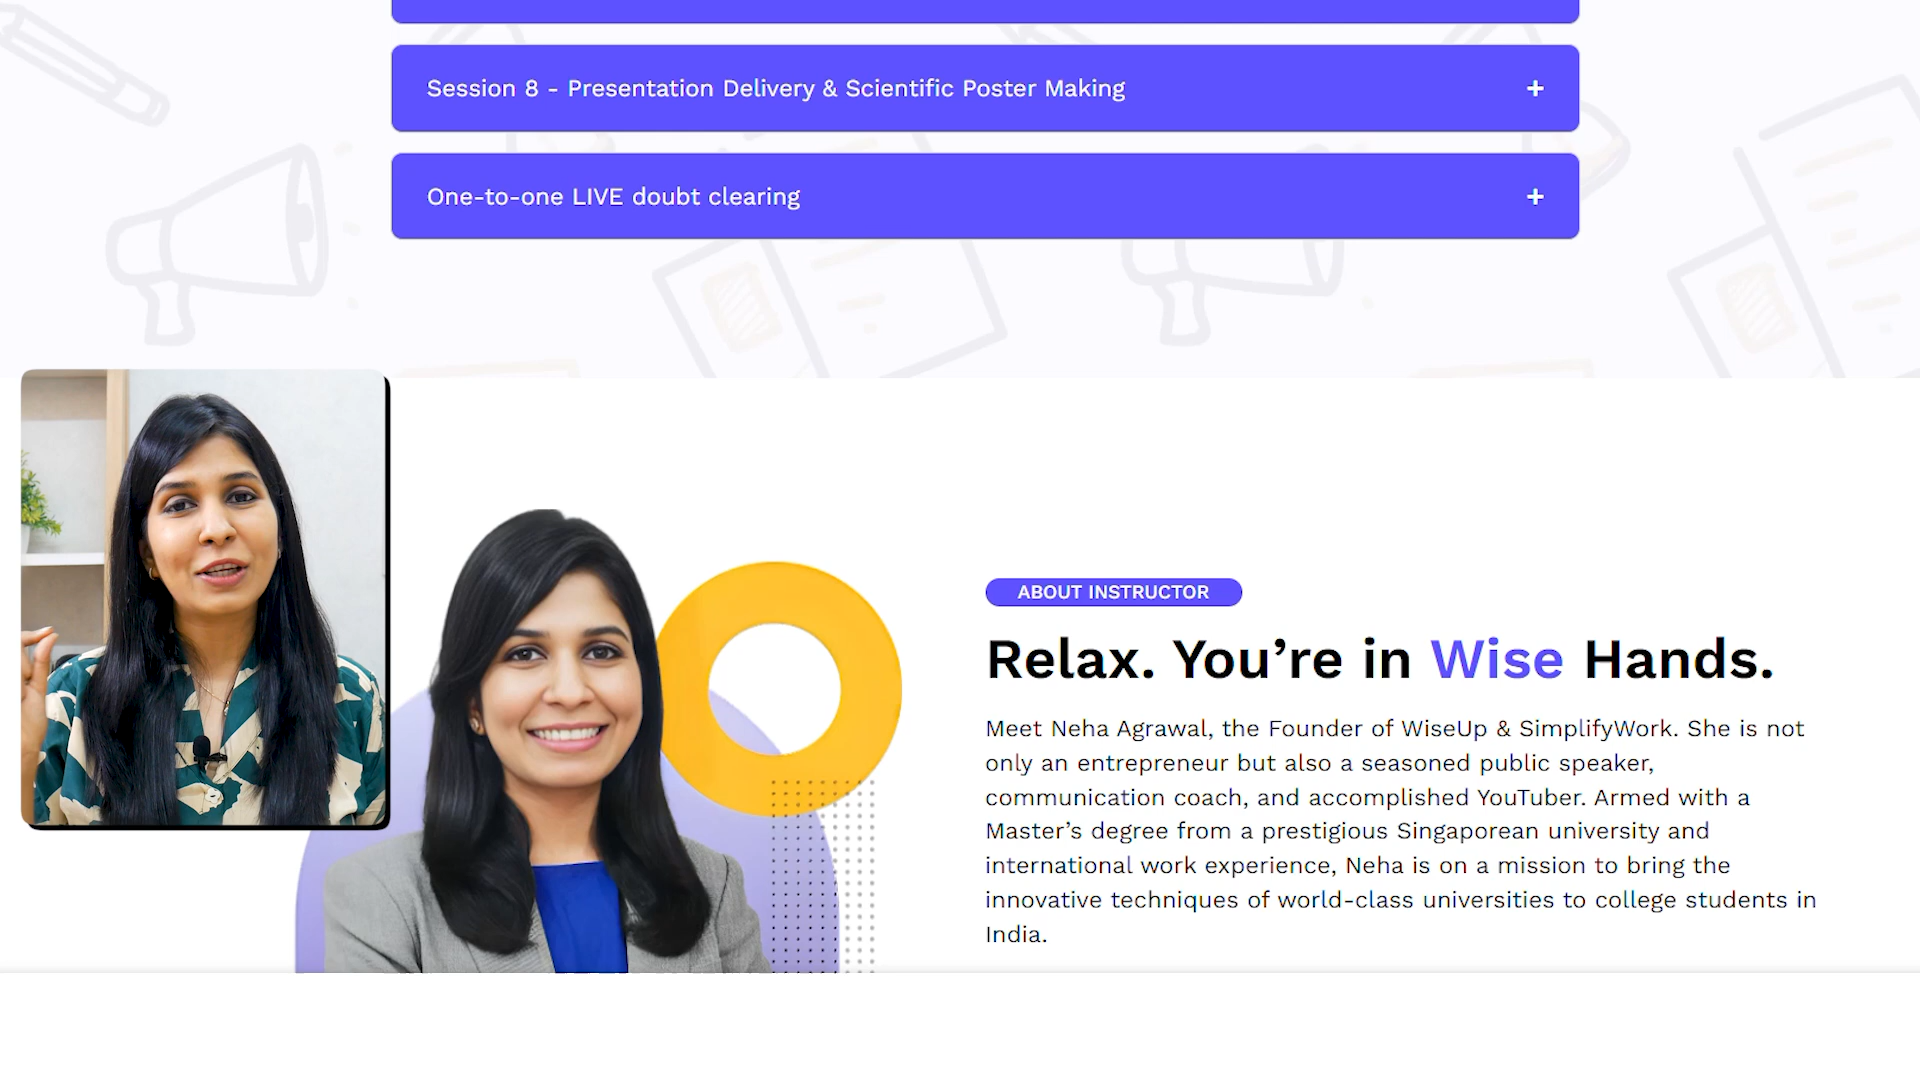 Session 8 - Presentation Delivery & Scientific Poster Making
+
One-to-one LIVE doubt clearing
+
ABOUT INSTRUCTOR
Relax. You’re in Wise Hands.
Meet Neha Agrawal, the Founder of WiseUp & SimplifyWork. She is not
only an entrepreneur but also a seasoned public speaker,
communication coach, and accomplished YouTuber. Armed with a
Master’s degree from a prestigious Singaporean university and
international work experience, Neha is on a mission to bring the
innovative techniques of world-class universities to college students in
India.